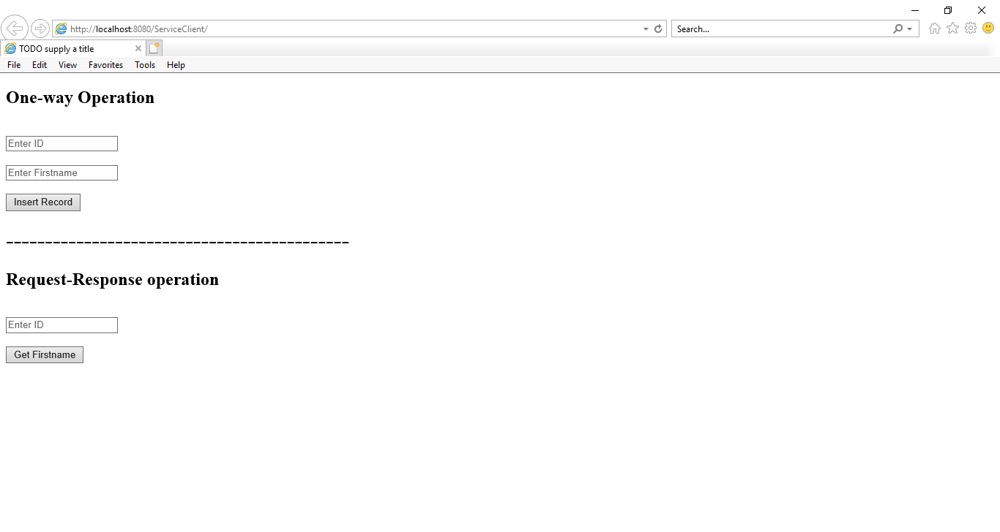 http://localhost:8080/ServiceClient/
Search...
TODO supply a title
File Edit View Favorites Tools Help
One-way Operation
Enter ID
Enter Firstname
Insert Record
--------------------------------------------
Request-Response operation
Enter ID
Get Firstname